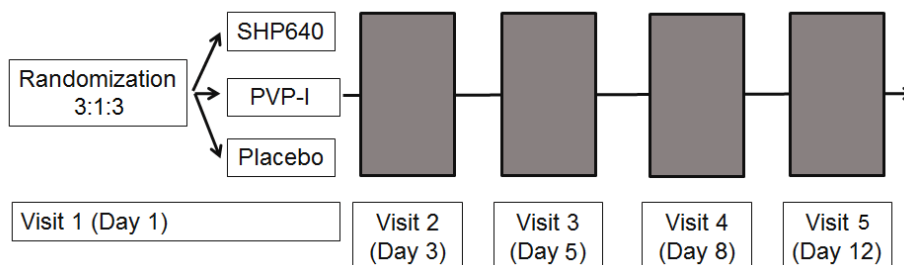 SHP640
Randomization
3:1:3
PVP-I
Placebo
Visit 1 (Day 1)
Visit 2
(Day 3)
Visit 3
(Day 5)
Visit 4
(Day 8)
Visit 5
(Day 12)